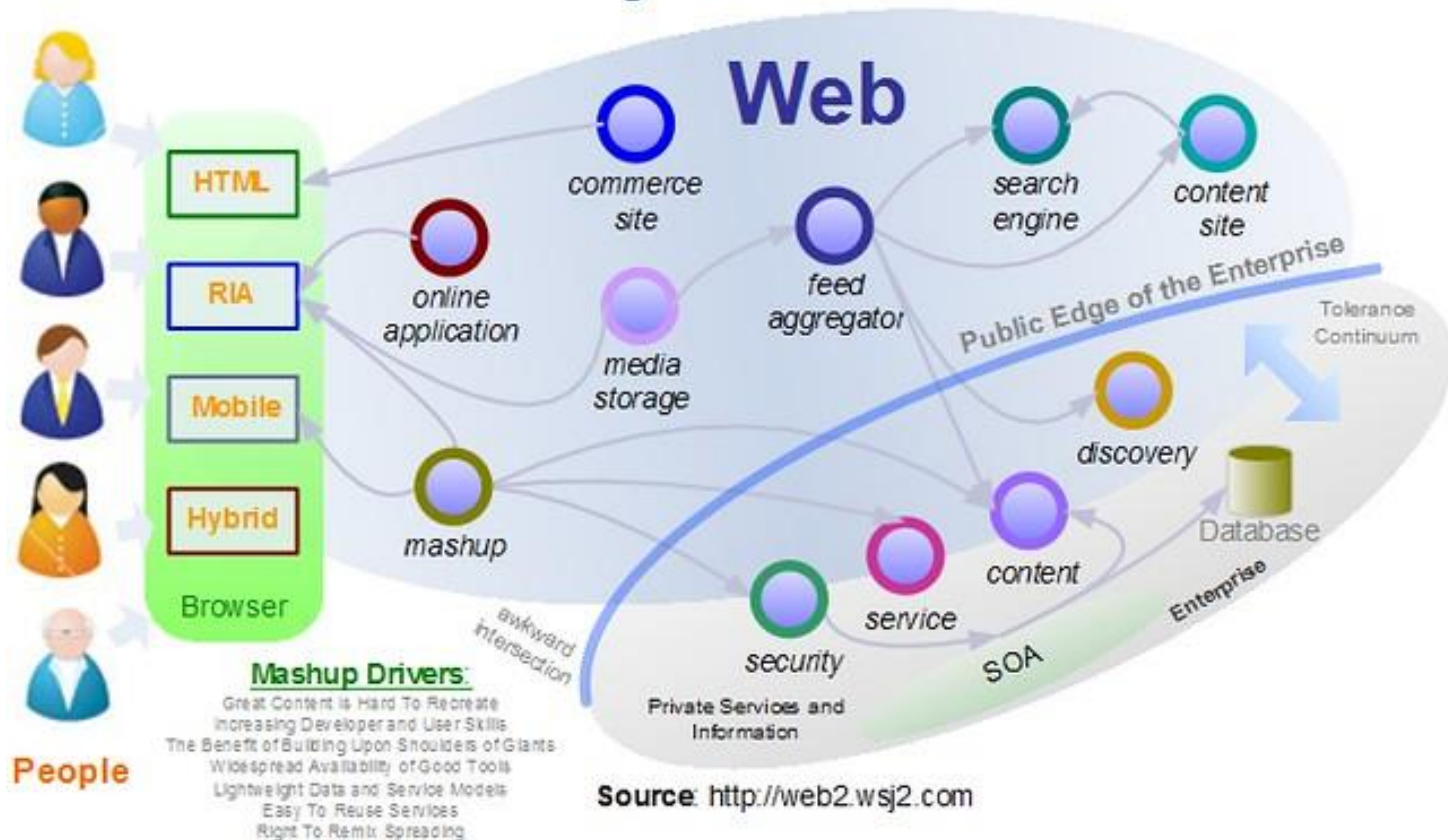 Web
HTML
RIA
Mobile
Hybrid
Browser
People
commerce
site
online
application
media
storage
feed
aggregator
search
engine
content
site
mashup
Public Edge of the Enterprise
Tolerance
Continuum
discovery
Database
content
service
security
awkward
intersection
Enterprise
SOA
Private Services and
Information
Mashup Drivers:
Great Content is Hard To Recreate
Increasing Developer and User Skills
The Benefit of Building Upon Shoulders of Giants
Widespread Availability of Good Tools
Lightweight Data and Service Models
Easy To Reuse Services
Right To Remix Spreading
Source: http://web2.wsj2.com